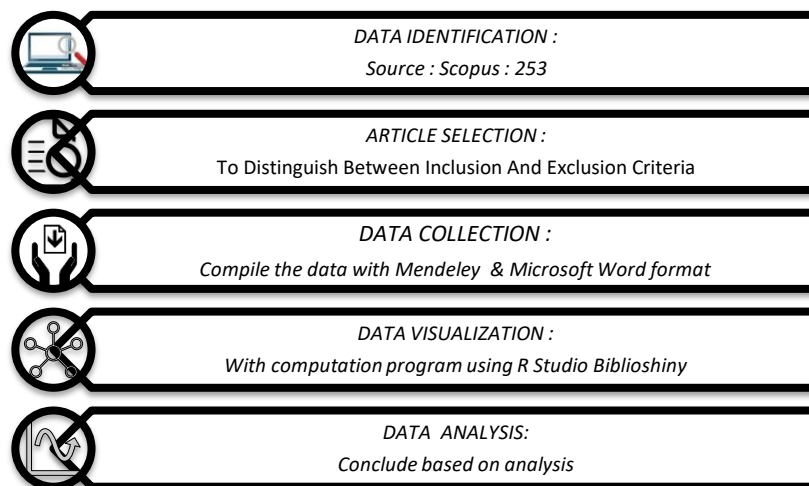 DATA IDENTIFICATION :
Source : Scopus : 253
ARTICLE SELECTION :
To Distinguish Between Inclusion And Exclusion Criteria
DATA COLLECTION :
Compile the data with Mendeley & Microsoft Word format
DATA VISUALIZATION :
With computation program using R Studio Biblioshiny
DATA ANALYSIS:
Conclude based on analysis